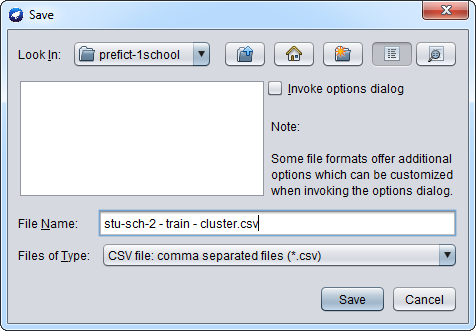 Save
Look In: prefict-1school
Invoke options dialog
Note:
Some file formats offer additional
options which can be customized
when invoking the options dialog.
File Name: stu-sch-2 - train - cluster.csv
Files of Type: CSV file: comma separated files (*.csv)
Save Cancel